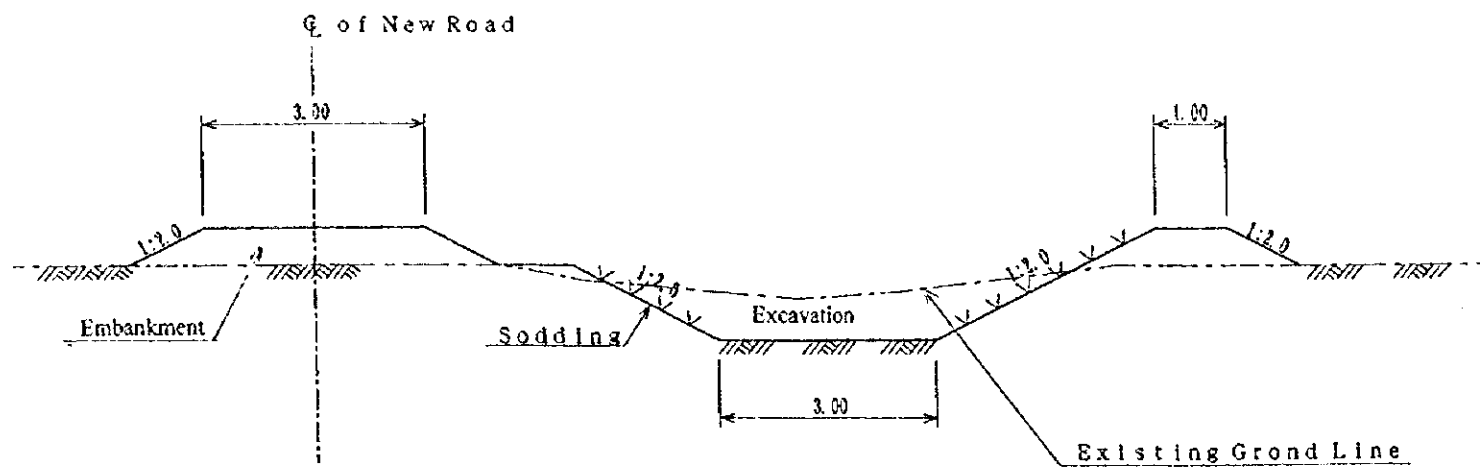 ℄ of New Road
3.00
1.00
1:2.0
1:2.0
1:2.0
1:2.0
Embankment
Sodding
Excavation
3.00
Existing Grond Line